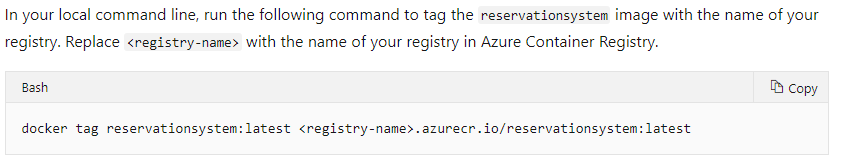 In your local command line, run the following command to tag the reservationsystem image with the name of your
registry. Replace <registry-name> with the name of your registry in Azure Container Registry.
Bash
Copy
docker tag reservationsystem:latest <registry-name>.azurecr.io/reservationsystem:latest